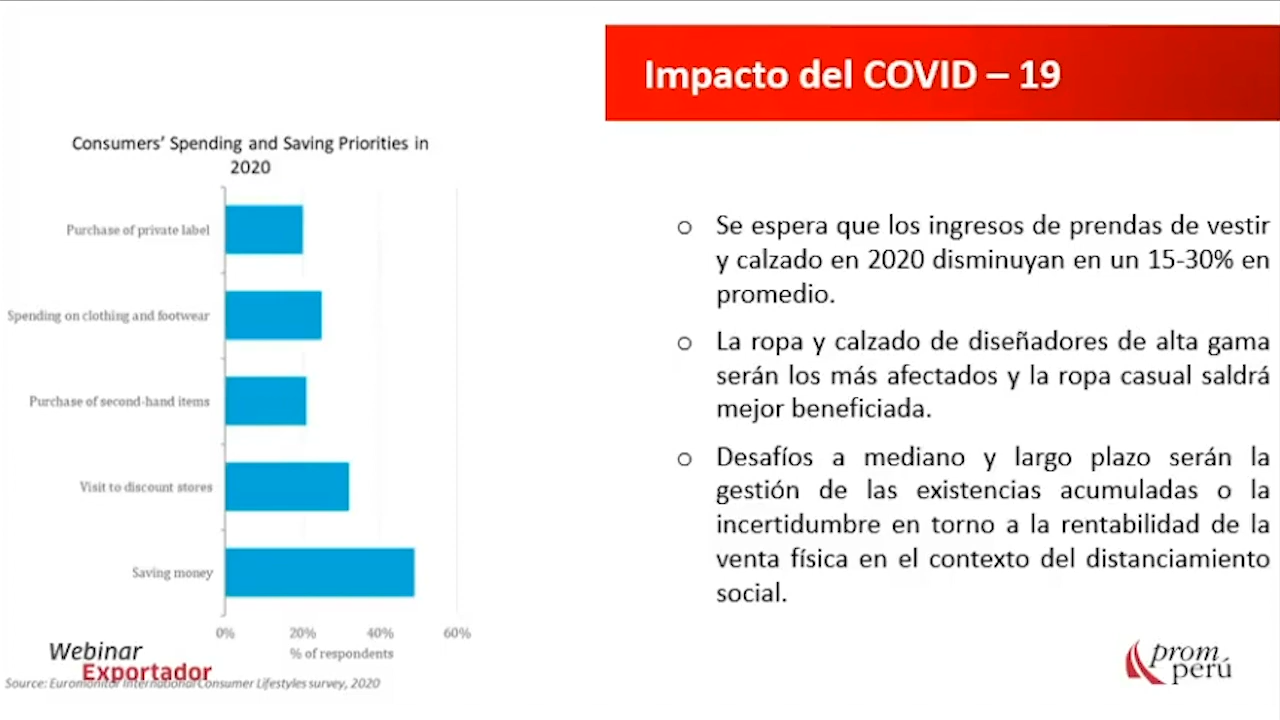 Impacto del COVID – 19
Consumers' Spending and Saving Priorities in
2020
Purchase of private label
Spending on clothing and footwear
Purchase of second-hand items
Visit to discount stores
Saving money
0% 20% 40% 60%
% of respondents
Webinar
Exportador
Source: Euromonitor International Consumer Lifestyles survey, 2020
o Se espera que los ingresos de prendas de vestir
y calzado en 2020 disminuyan en un 15-30% en
promedio.
o La ropa y calzado de diseñadores de alta gama
serán los más afectados y la ropa casual saldrá
mejor beneficiada.
o Desafíos a mediano y largo plazo serán la
gestión de las existencias acumuladas o la
incertidumbre en torno a la rentabilidad de la
venta física en el contexto del distanciamiento
social.
prom
perú